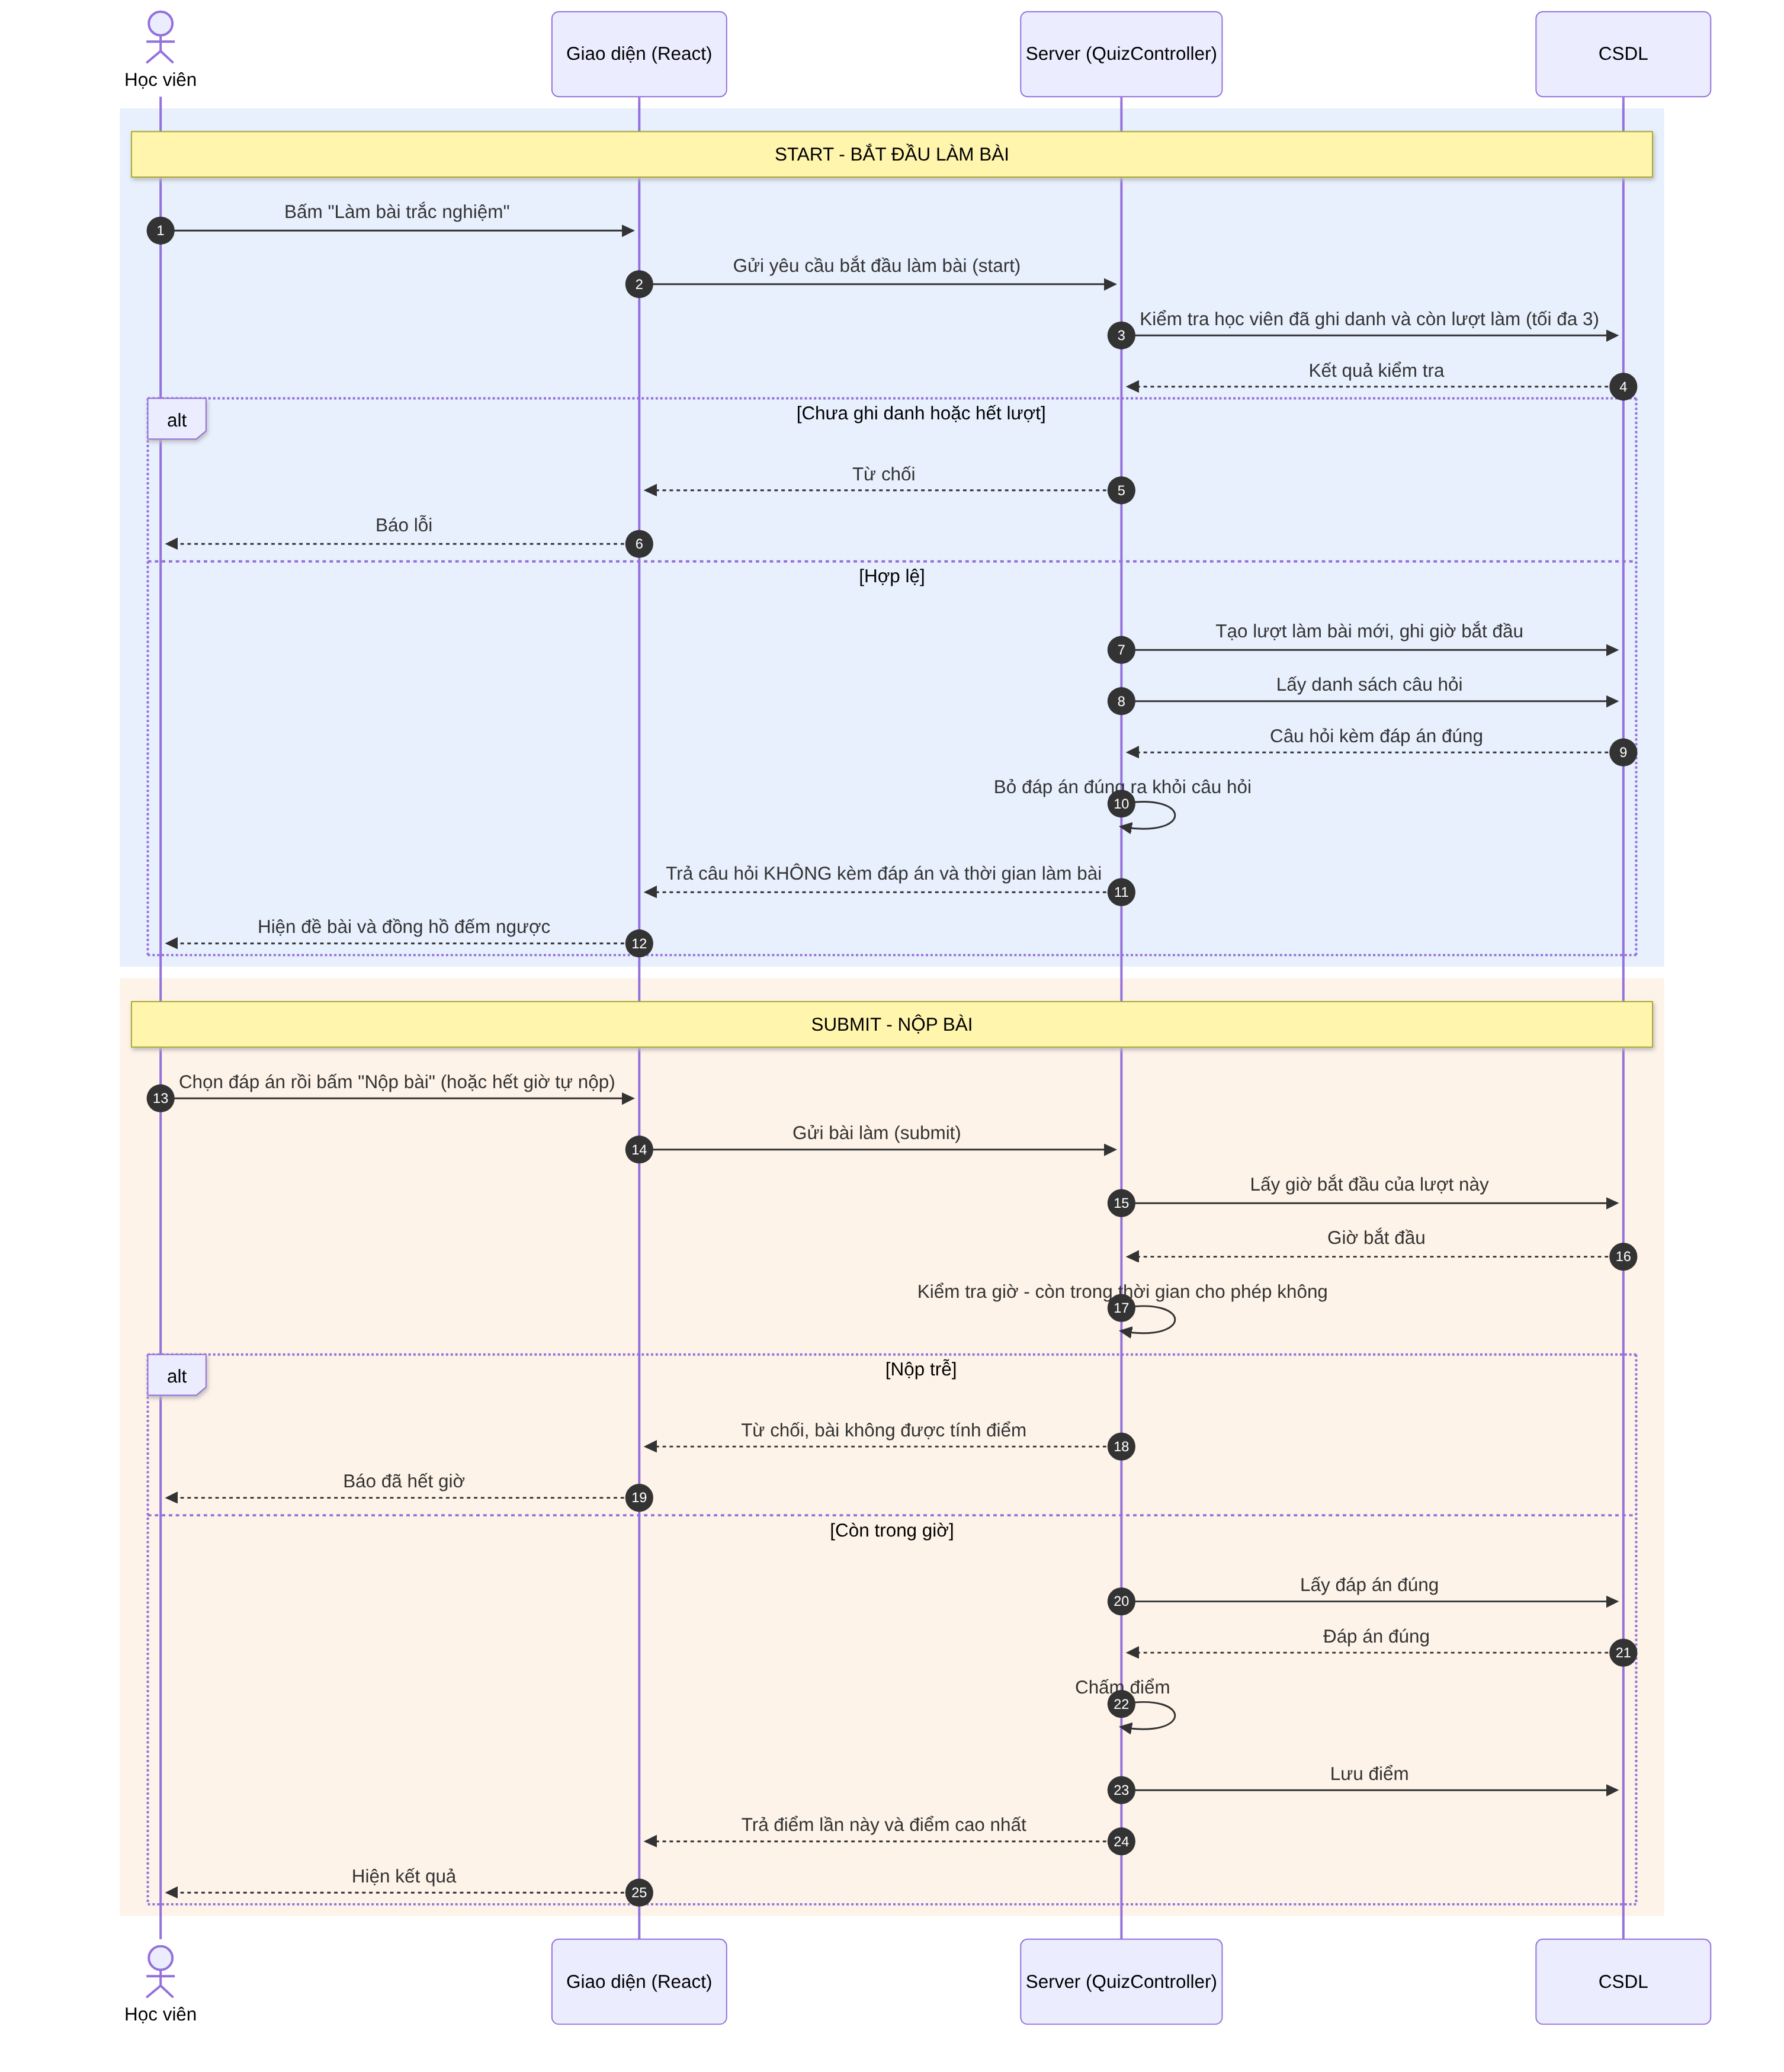 Học viên
Giao diện (React)
Server (QuizController)
CSDL
START - BẮT ĐẦU LÀM BÀI
Bấm "Làm bài trắc nghiệm"
1
Gửi yêu cầu bắt đầu làm bài (start)
2
Kiểm tra học viên đã ghi danh và còn lượt làm (tối đa 3)
3
Kết quả kiểm tra
4
alt
[Chưa ghi danh hoặc hết lượt]
Từ chối
5
Báo lỗi
6
[Hợp lệ]
Tạo lượt làm bài mới, ghi giờ bắt đầu
7
Lấy danh sách câu hỏi
8
Câu hỏi kèm đáp án đúng
9
Bỏ đáp án đúng ra khỏi câu hỏi
10
Trả câu hỏi KHÔNG kèm đáp án và thời gian làm bài
11
Hiện đề bài và đồng hồ đếm ngược
12
SUBMIT - NỘP BÀI
Chọn đáp án rồi bấm "Nộp bài" (hoặc hết giờ tự nộp)
13
Gửi bài làm (submit)
14
Lấy giờ bắt đầu của lượt này
15
Giờ bắt đầu
16
Kiểm tra giờ - còn trong thời gian cho phép không
17
alt
[Nộp trễ]
Từ chối, bài không được tính điểm
18
Báo đã hết giờ
19
[Còn trong giờ]
Lấy đáp án đúng
20
Đáp án đúng
21
Chấm điểm
22
Lưu điểm
23
Trả điểm lần này và điểm cao nhất
24
Hiện kết quả
25
Học viên
Giao diện (React)
Server (QuizController)
CSDL